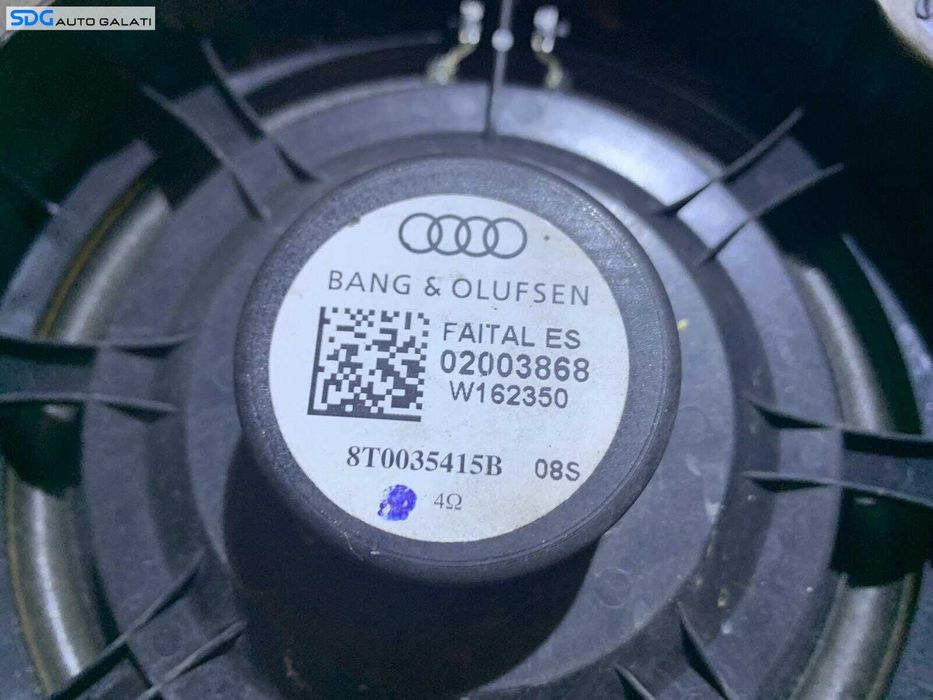 SDG AUTO GALATI
BANG & OLUFSEN
FAITAL ES
02003868
W162350
8T0035415B 08S
4Ω